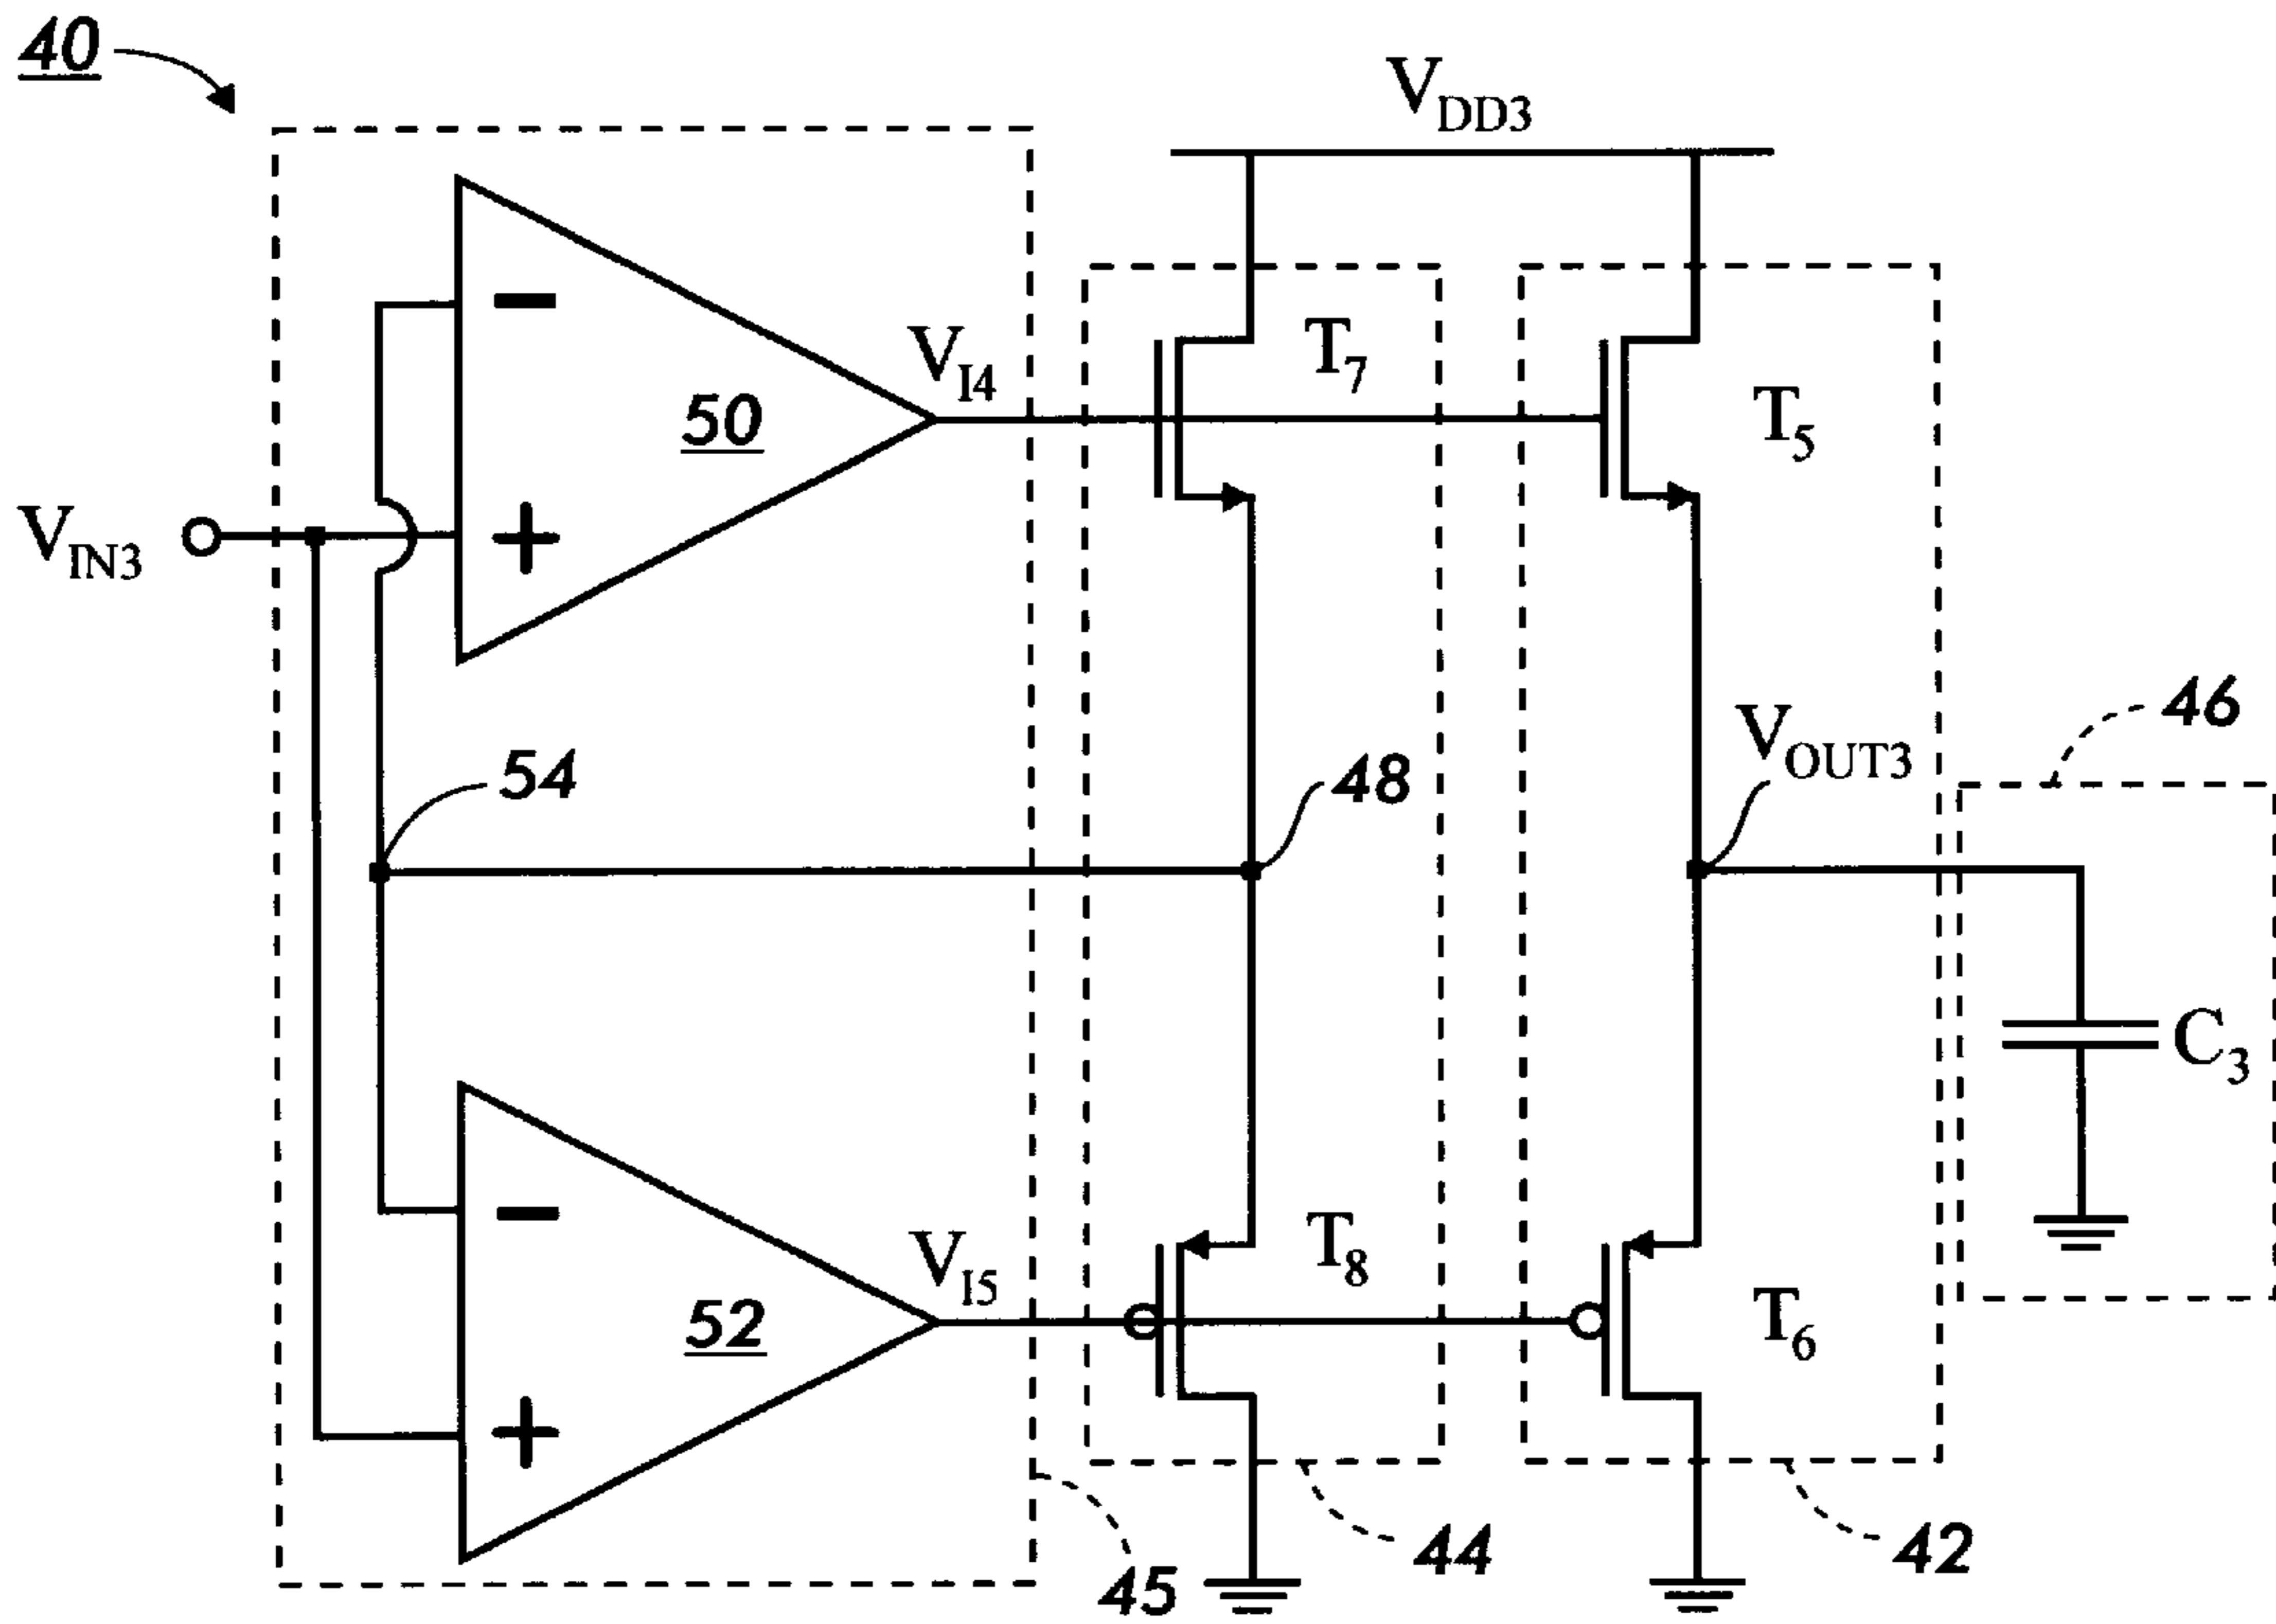 40
V_DD3
T_7
V_I4
50
T_5
−
+
V_IN3
46
V_OUT3
54
48
C_3
T_8
V_I5
52
T_6
−
+
44
42
45